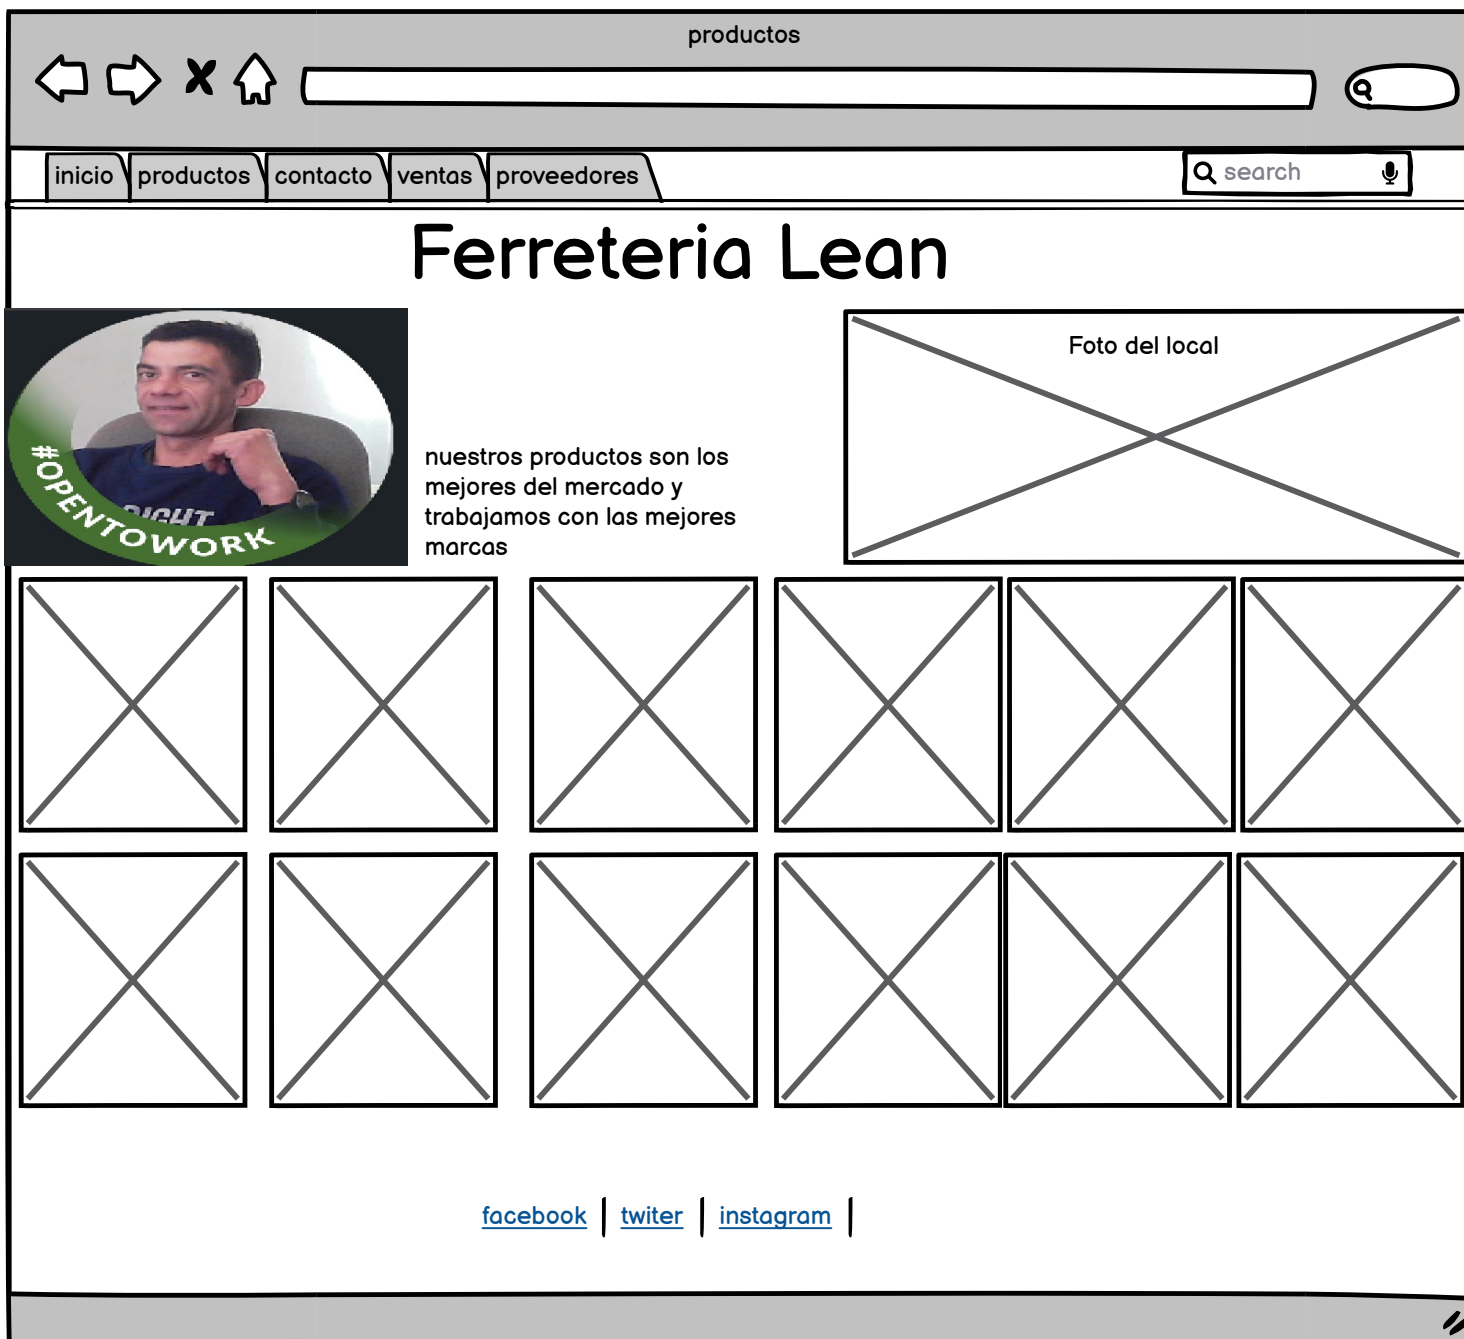 productos
inicio productos contacto ventas proveedores
search
Ferreteria Lean
Foto del local
#OPENTOWORK
nuestros productos son los
mejores del mercado y
trabajamos con las mejores
marcas
facebook twiter instagram